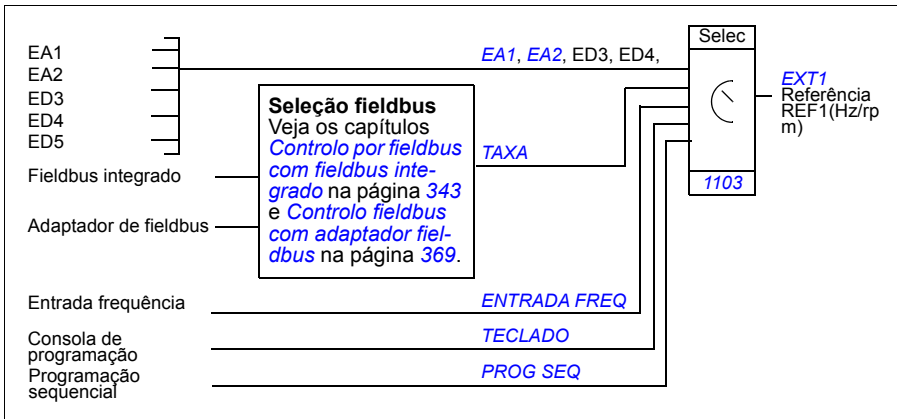 EA1
EA2
ED3
ED4
ED5
Fieldbus integrado
Adaptador de fieldbus
Entrada frequência
Consola de
programação
Programação
sequencial
Seleção fieldbus
Veja os capítulos
Controlo por fieldbus
com fieldbus inte-
grado na página 343
e Controlo fieldbus
com adaptador fiel-
dbus na página 369.
EA1, EA2, ED3, ED4,
TAXA
ENTRADA FREQ
TECLADO
PROG SEQ
Selec
1103
EXT1
Referência
REF1(Hz/rp
m)